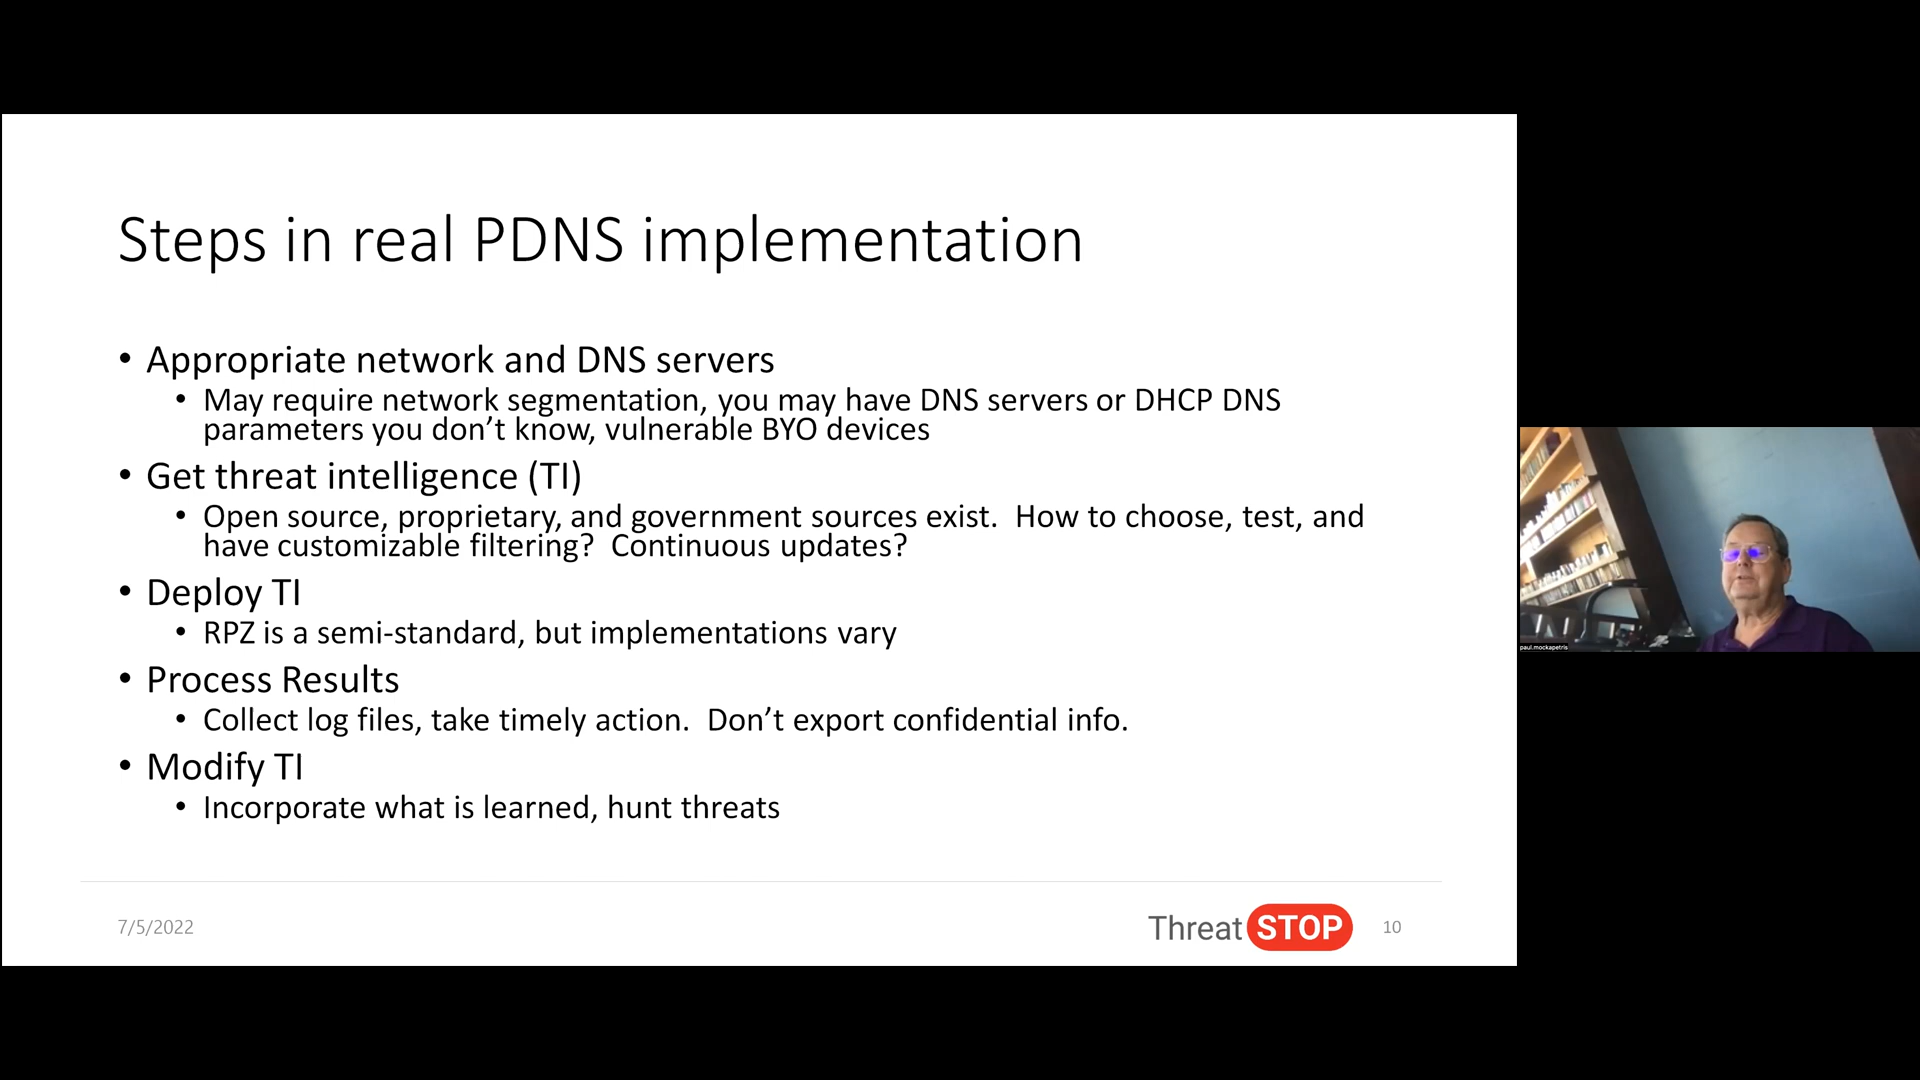 Steps in real PDNS implementation
• Appropriate network and DNS servers
• May require network segmentation, you may have DNS servers or DHCP DNS
parameters you don’t know, vulnerable BYO devices
• Get threat intelligence (TI)
• Open source, proprietary, and government sources exist.  How to choose, test, and
have customizable filtering?  Continuous updates?
• Deploy TI
• RPZ is a semi-standard, but implementations vary
• Process Results
• Collect log files, take timely action.  Don’t export confidential info.
• Modify TI
• Incorporate what is learned, hunt threats
7/5/2022
Threat STOP
10
paul.mockapetris